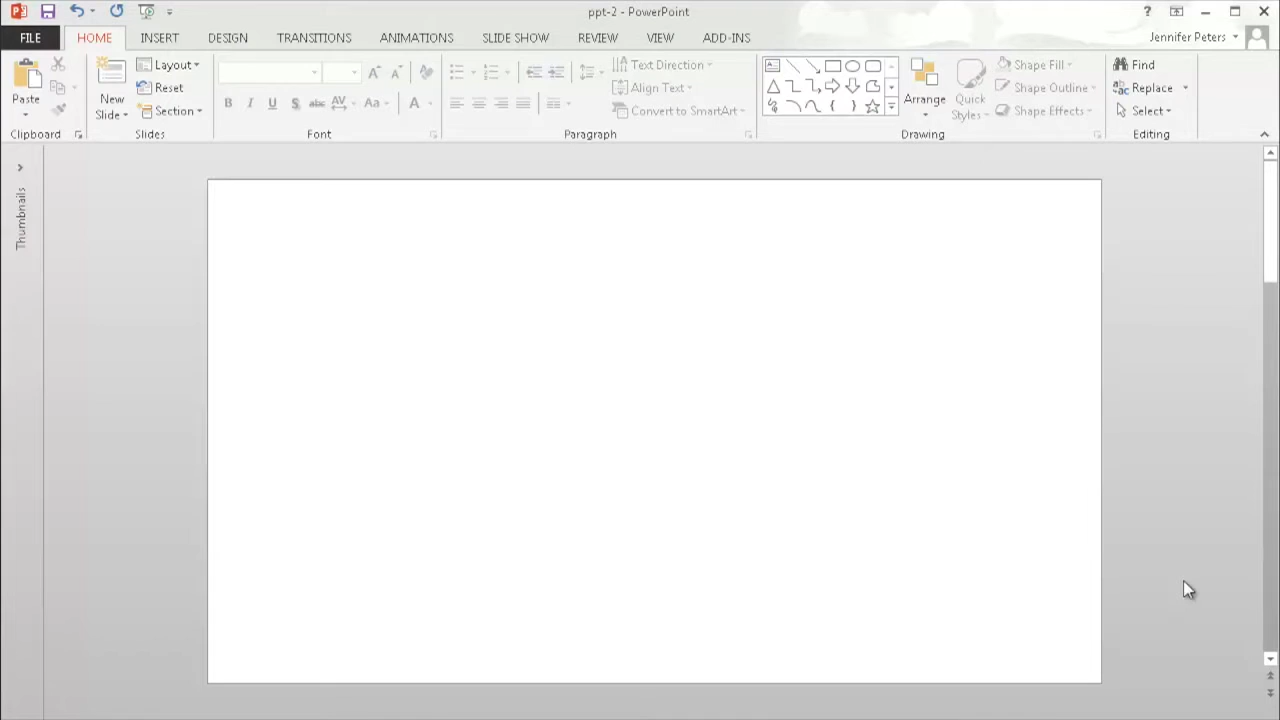 ppt-2 - PowerPoint
FILE HOME INSERT DESIGN TRANSITIONS ANIMATIONS SLIDE SHOW REVIEW VIEW ADD-INS Jennifer Peters
Paste
Clipboard
New Slide
Layout
Reset
Section
Slides
Font
Text Direction
Align Text
Convert to SmartArt
Paragraph
Arrange
Quick Styles
Shape Fill
Shape Outline
Shape Effects
Drawing
Find
Replace
Select
Editing
Thumbnails